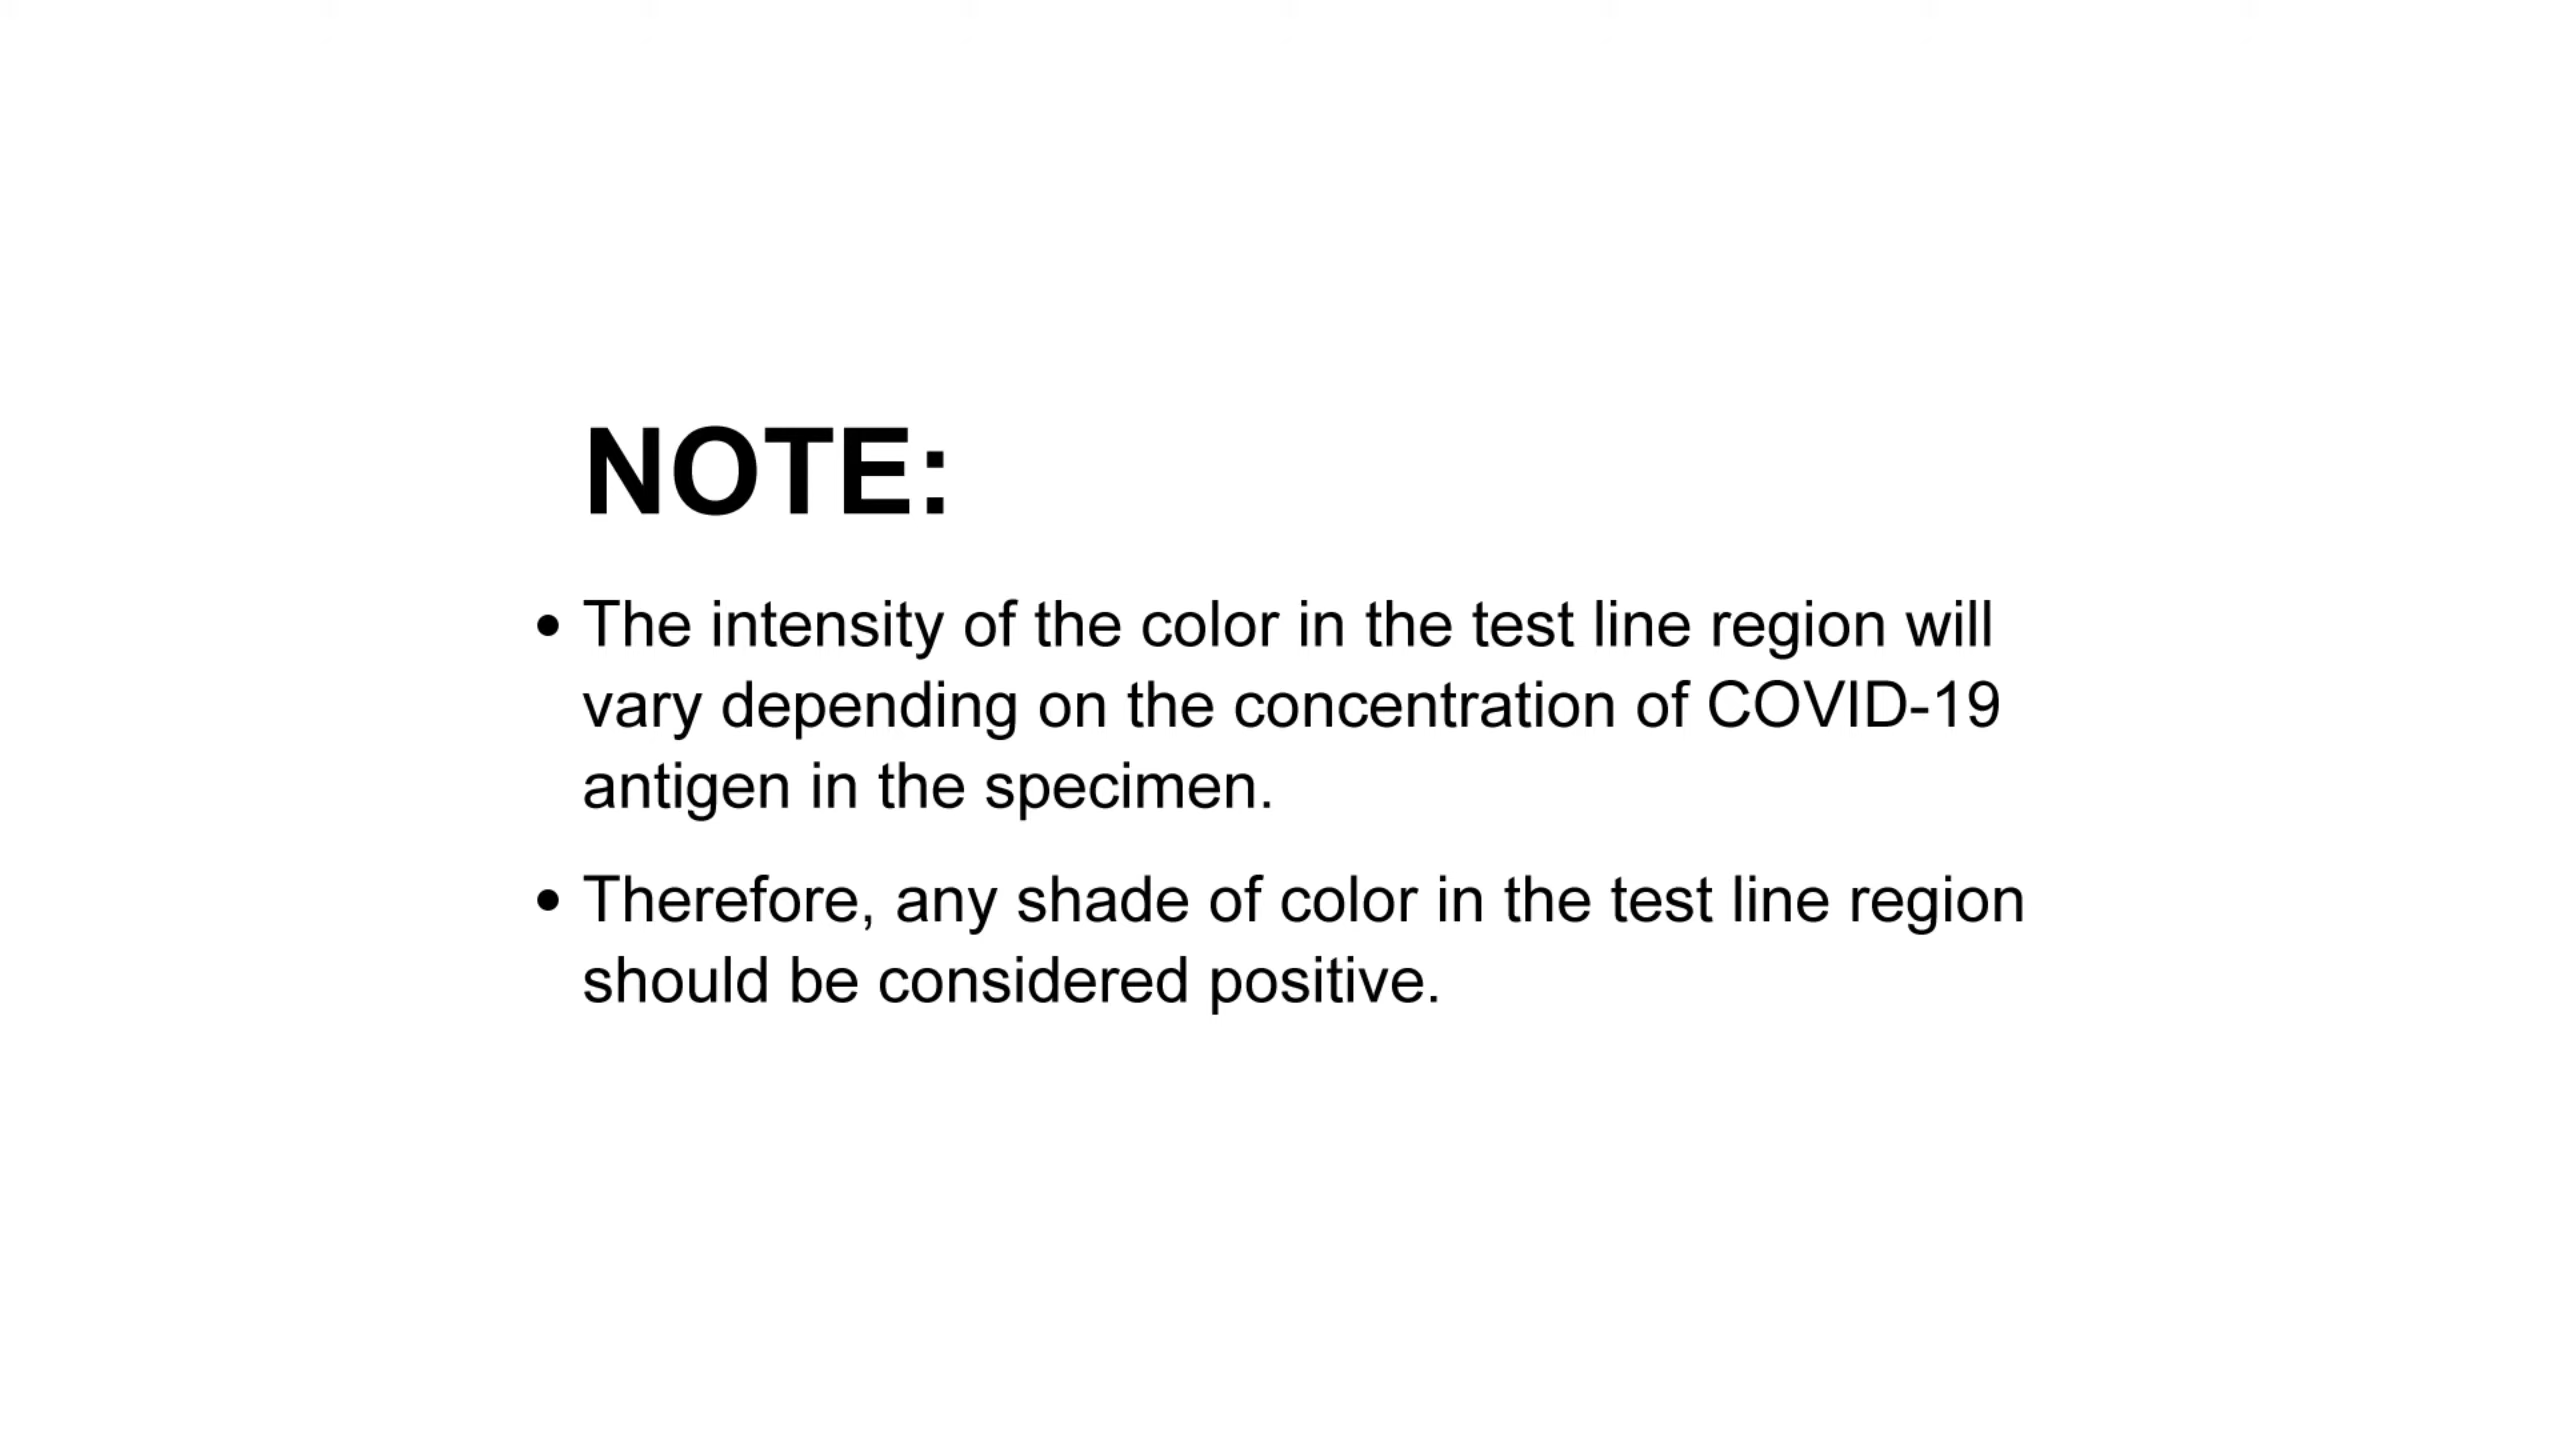 NOTE:
• The intensity of the color in the test line region will
vary depending on the concentration of COVID-19
antigen in the specimen.
• Therefore, any shade of color in the test line region
should be considered positive.